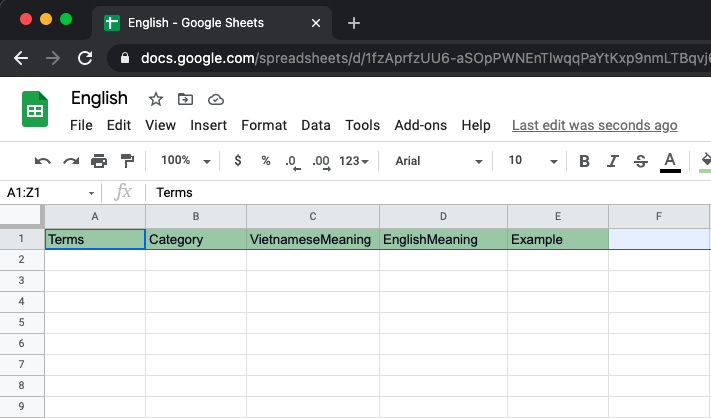 English - Google Sheets
docs.google.com/spreadsheets/d/1fzAprfzUU6-aSOpPWNEnTlwqqPaYtKxp9nmLTBqvj
English
File Edit View Insert Format Data Tools Add-ons Help Last edit was seconds ago
100% $ % .0 .00 123 Arial 10 B I S A
A1:Z1 fx Terms
A B C D E F
1 Terms Category VietnameseMeaning EnglishMeaning Example
2
3
4
5
6
7
8
9